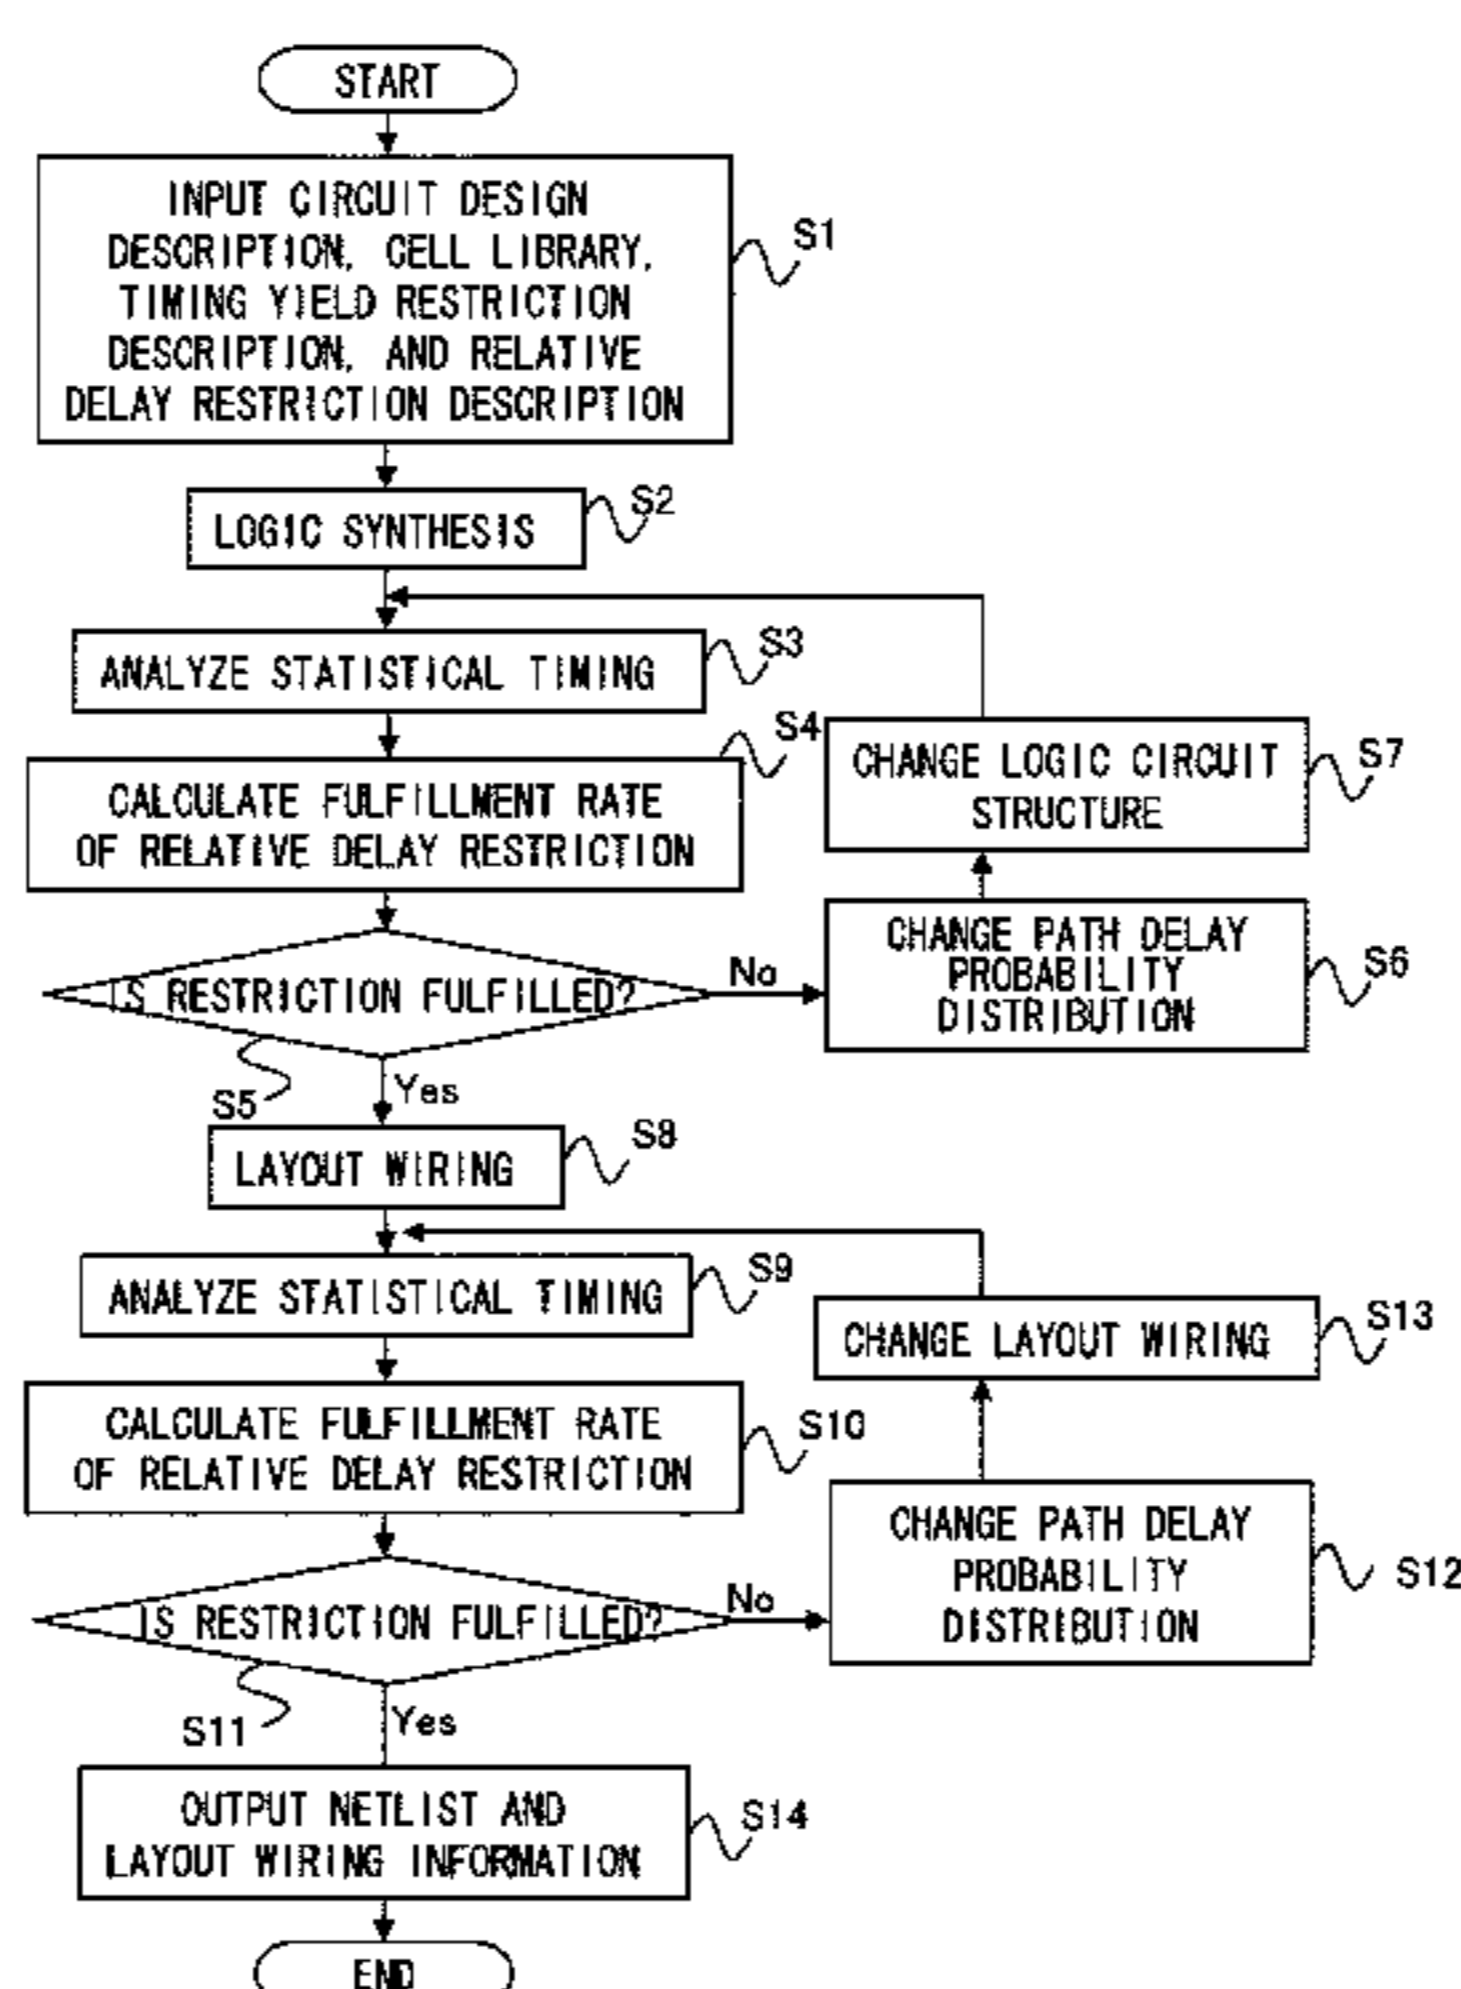 START
INPUT CIRCUIT DESIGN
DESCRIPTION, CELL LIBRARY,
TIMING YIELD RESTRICTION
DESCRIPTION, AND RELATIVE
DELAY RESTRICTION DESCRIPTION
S1
LOGIC SYNTHESIS
S2
ANALYZE STATISTICAL TIMING
S3
CALCULATE FULFILLMENT RATE
OF RELATIVE DELAY RESTRICTION
S4
CHANGE LOGIC CIRCUIT
STRUCTURE
S7
IS RESTRICTION FULFILLED?
No
CHANGE PATH DELAY
PROBABILITY
DISTRIBUTION
S6
S5
Yes
LAYOUT WIRING
S8
ANALYZE STATISTICAL TIMING
S9
CHANGE LAYOUT WIRING
S13
CALCULATE FULFILLMENT RATE
OF RELATIVE DELAY RESTRICTION
S10
IS RESTRICTION FULFILLED?
No
CHANGE PATH DELAY
PROBABILITY
DISTRIBUTION
S12
S11
Yes
OUTPUT NETLIST AND
LAYOUT WIRING INFORMATION
S14
END